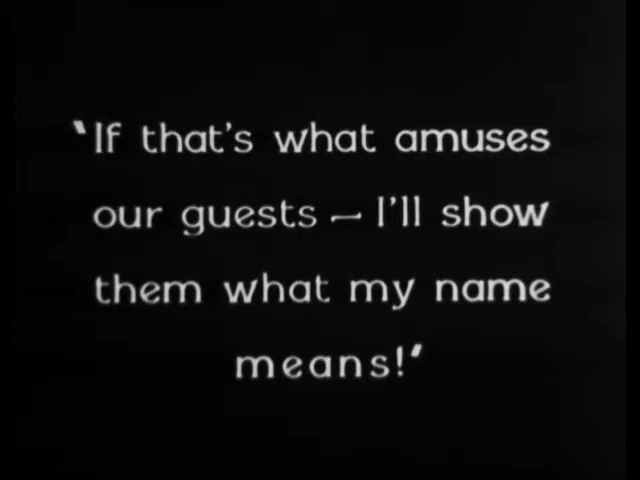 ‛If that's what amuses
our guests – I'll show
them what my name
means!’